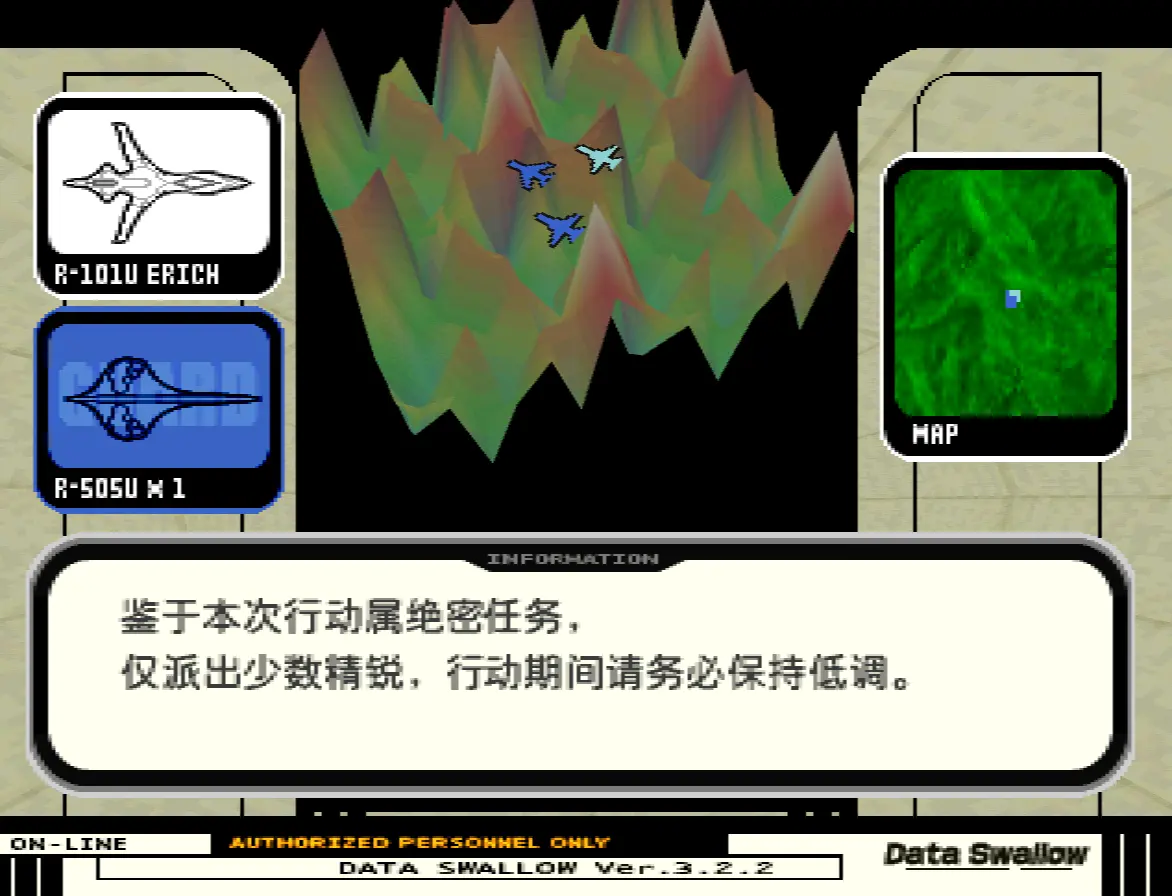 R-101U ERICH
GUARD
R-505U × 1
MAP
INFORMATION
鉴于本次行动属绝密任务，
仅派出少数精锐，行动期间请务必保持低调。
ON-LINE
AUTHORIZED PERSONNEL ONLY
DATA SWALLOW Ver.3.2.2
Data Swallow